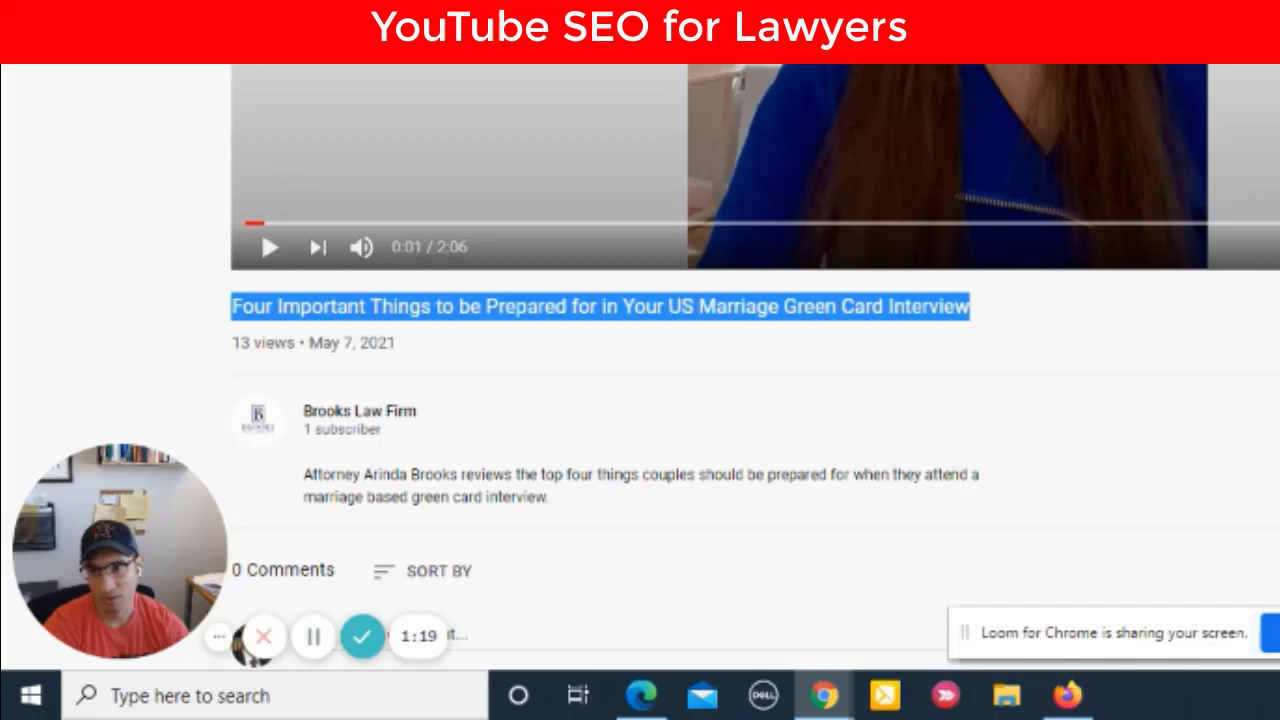 YouTube SEO for Lawyers
0:01 / 2:06
Four Important Things to be Prepared for in Your US Marriage Green Card Interview
13 views • May 7, 2021
B
BROOKS
Brooks Law Firm
1 subscriber
Attorney Arinda Brooks reviews the top four things couples should be prepared for when they attend a
marriage based green card interview.
0 Comments
SORT BY
1:19
Loom for Chrome is sharing your screen.
Type here to search
DELL